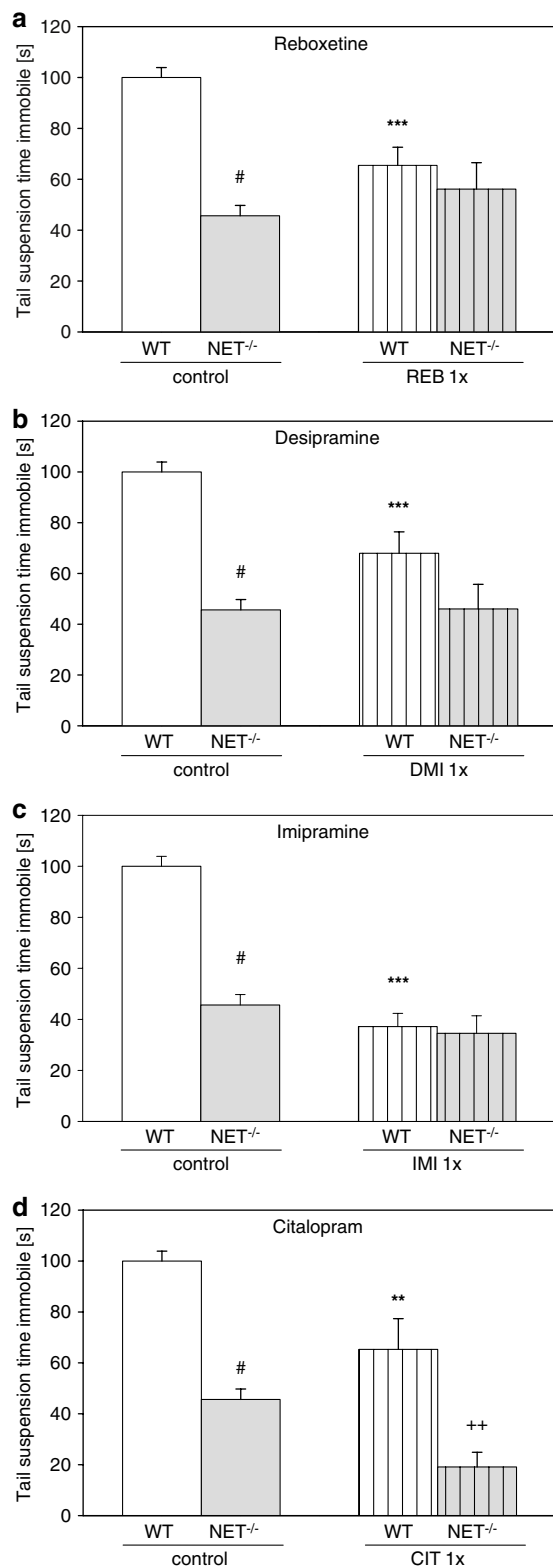 a
Reboxetine
Tail suspension time immobile [s]
120
100
80
60
40
20
0
#
***
WT NET-/- WT NET-/-
control REB 1x
b
Desipramine
Tail suspension time immobile [s]
120
100
80
60
40
20
0
#
***
WT NET-/- WT NET-/-
control DMI 1x
c
Imipramine
Tail suspension time immobile [s]
120
100
80
60
40
20
0
#
***
WT NET-/- WT NET-/-
control IMI 1x
d
Citalopram
Tail suspension time immobile [s]
120
100
80
60
40
20
0
#
**
++
WT NET-/- WT NET-/-
control CIT 1x